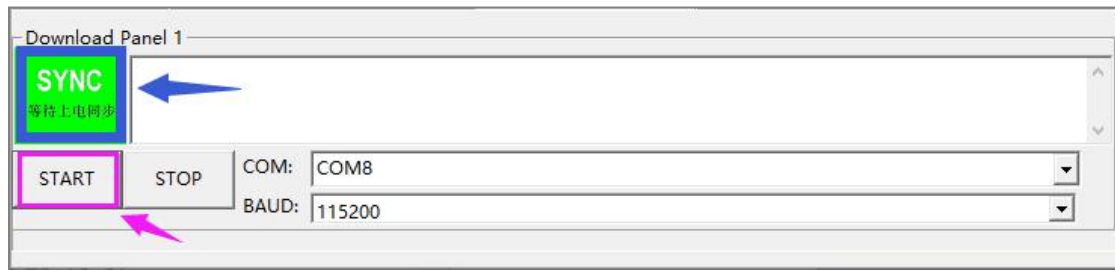 Download Panel 1
SYNC
等待上电同步
START
STOP
COM:
COM8
BAUD:
115200